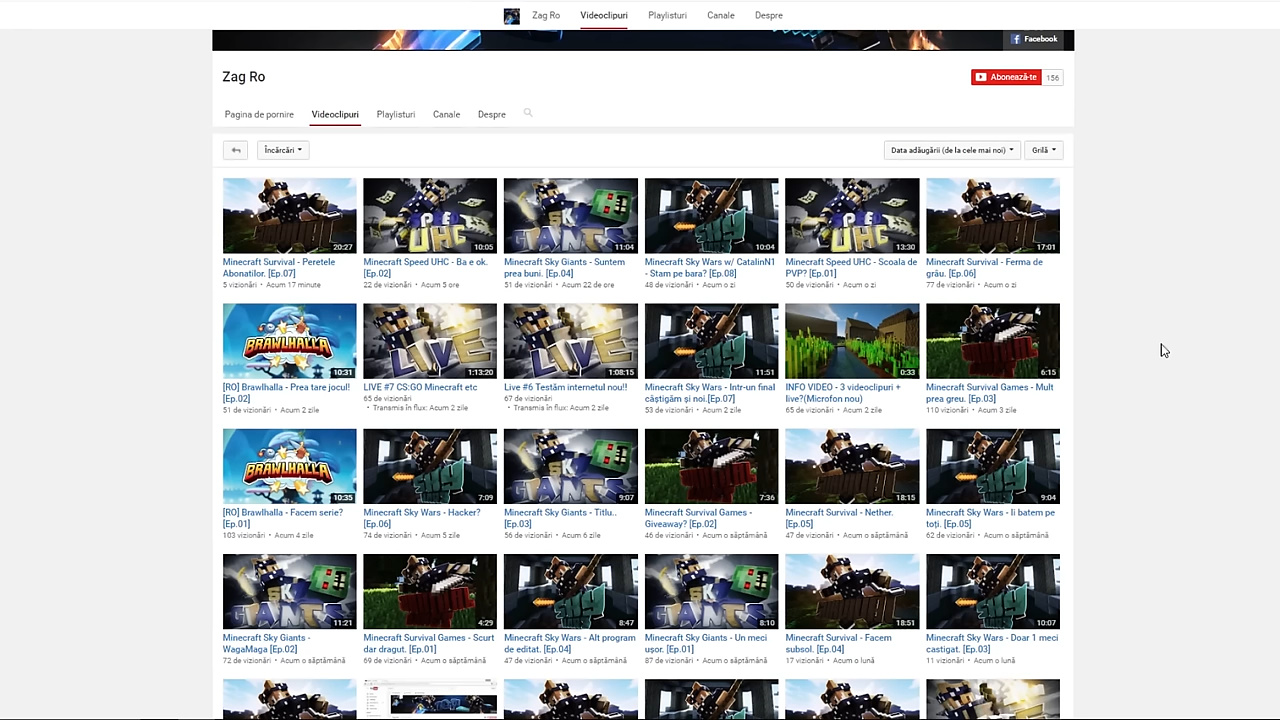 Zag Ro Videoclipuri Playlisturi Canale Despre
Facebook
Zag Ro
Abonează-te 156
Pagina de pornire Videoclipuri Playlisturi Canale Despre
Încărcări
Data adăugării (de la cele mai noi) Grilă
20:27
Minecraft Survival - Peretele
Abonatilor. [Ep.07]
5 vizionări • Acum 17 minute
SPEED UHC
10:05
Minecraft Speed UHC - Ba e ok.
[Ep.02]
22 de vizionări • Acum 5 ore
SKY GIANTS
11:04
Minecraft Sky Giants - Suntem
prea buni. [Ep.04]
51 de vizionări • Acum 22 de ore
10:04
Minecraft Sky Wars w/ CatalinN1
- Stam pe bara? [Ep.08]
48 de vizionări • Acum o zi
SPEED UHC
13:30
Minecraft Speed UHC - Scoala de
PVP? [Ep.01]
50 de vizionări • Acum o zi
17:01
Minecraft Survival - Ferma de
grâu. [Ep.06]
77 de vizionări • Acum o zi
BRAWLHALLA
10:31
[RO] Brawlhalla - Prea tare jocul!
[Ep.02]
51 de vizionări • Acum 2 zile
LIVE
1:13:20
LIVE #7 CS:GO Minecraft etc
65 de vizionări
• Transmis în flux: Acum 2 zile
LIVE
1:08:15
Live #6 Testăm internetul nou!!
67 de vizionări
• Transmis în flux: Acum 2 zile
11:51
Minecraft Sky Wars - Intr-un final
câștigăm și noi.[Ep.07]
53 de vizionări • Acum 2 zile
0:33
INFO VIDEO - 3 videoclipuri +
live?(Microfon nou)
65 de vizionări • Acum 2 zile
6:15
Minecraft Survival Games - Mult
prea greu. [Ep.03]
110 vizionări • Acum 3 zile
BRAWLHALLA
10:35
[RO] Brawlhalla - Facem serie?
[Ep.01]
103 vizionări • Acum 4 zile
7:09
Minecraft Sky Wars - Hacker?
[Ep.06]
74 de vizionări • Acum 5 zile
SKY GIANTS
9:07
Minecraft Sky Giants - Titlu..
[Ep.03]
56 de vizionări • Acum 6 zile
7:36
Minecraft Survival Games -
Giveaway? [Ep.02]
46 de vizionări • Acum o săptămână
18:15
Minecraft Survival - Nether.
[Ep.05]
47 de vizionări • Acum o săptămână
9:04
Minecraft Sky Wars - Ii batem pe
toți. [Ep.05]
62 de vizionări • Acum o săptămână
SKY GIANTS
11:21
Minecraft Sky Giants -
WagaMaga [Ep.02]
72 de vizionări • Acum o săptămână
4:29
Minecraft Survival Games - Scurt
dar dragut. [Ep.01]
69 de vizionări • Acum o săptămână
8:47
Minecraft Sky Wars - Alt program
de editat. [Ep.04]
47 de vizionări • Acum o săptămână
SKY GIANTS
8:10
Minecraft Sky Giants - Un meci
ușor. [Ep.01]
87 de vizionări • Acum o săptămână
18:51
Minecraft Survival - Facem
subsol. [Ep.04]
17 vizionări • Acum o lună
10:07
Minecraft Sky Wars - Doar 1 meci
castigat. [Ep.03]
11 vizionări • Acum o lună